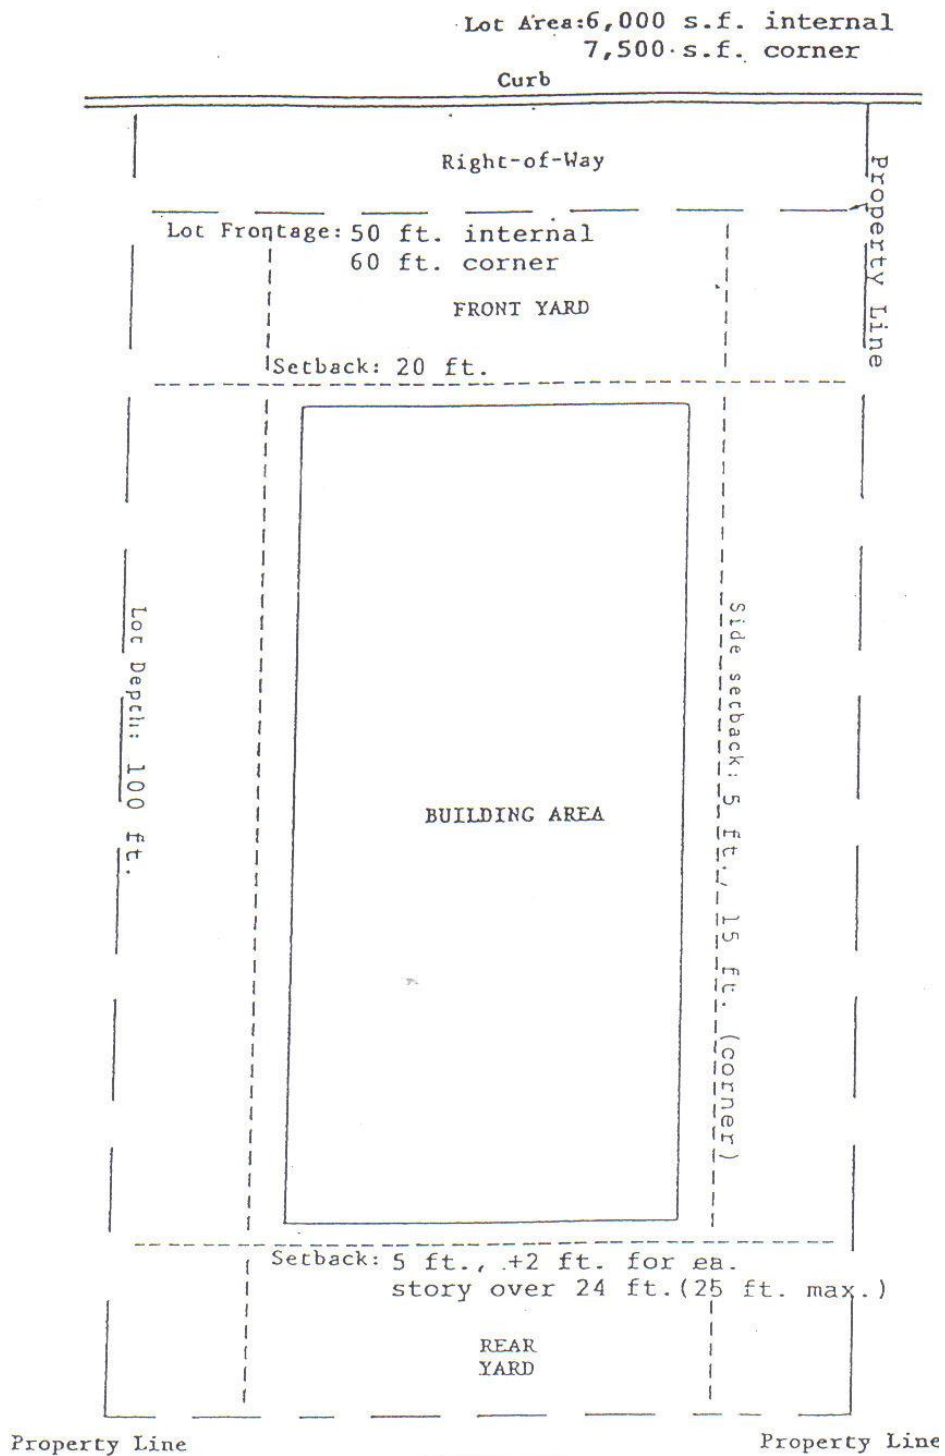 Lot Area:6,000 s.f. internal
7,500 s.f. corner
Curb
Right-of-Way
Property Line
Lot Frontage: 50 ft. internal
60 ft. corner
FRONT YARD
Setback: 20 ft.
Lot Depth: 100 ft.
Side setback: 5 ft./ 15 ft. (corner)
BUILDING AREA
Setback: 5 ft., +2 ft. for ea.
story over 24 ft.(25 ft. max.)
REAR
YARD
Property Line
Property Line